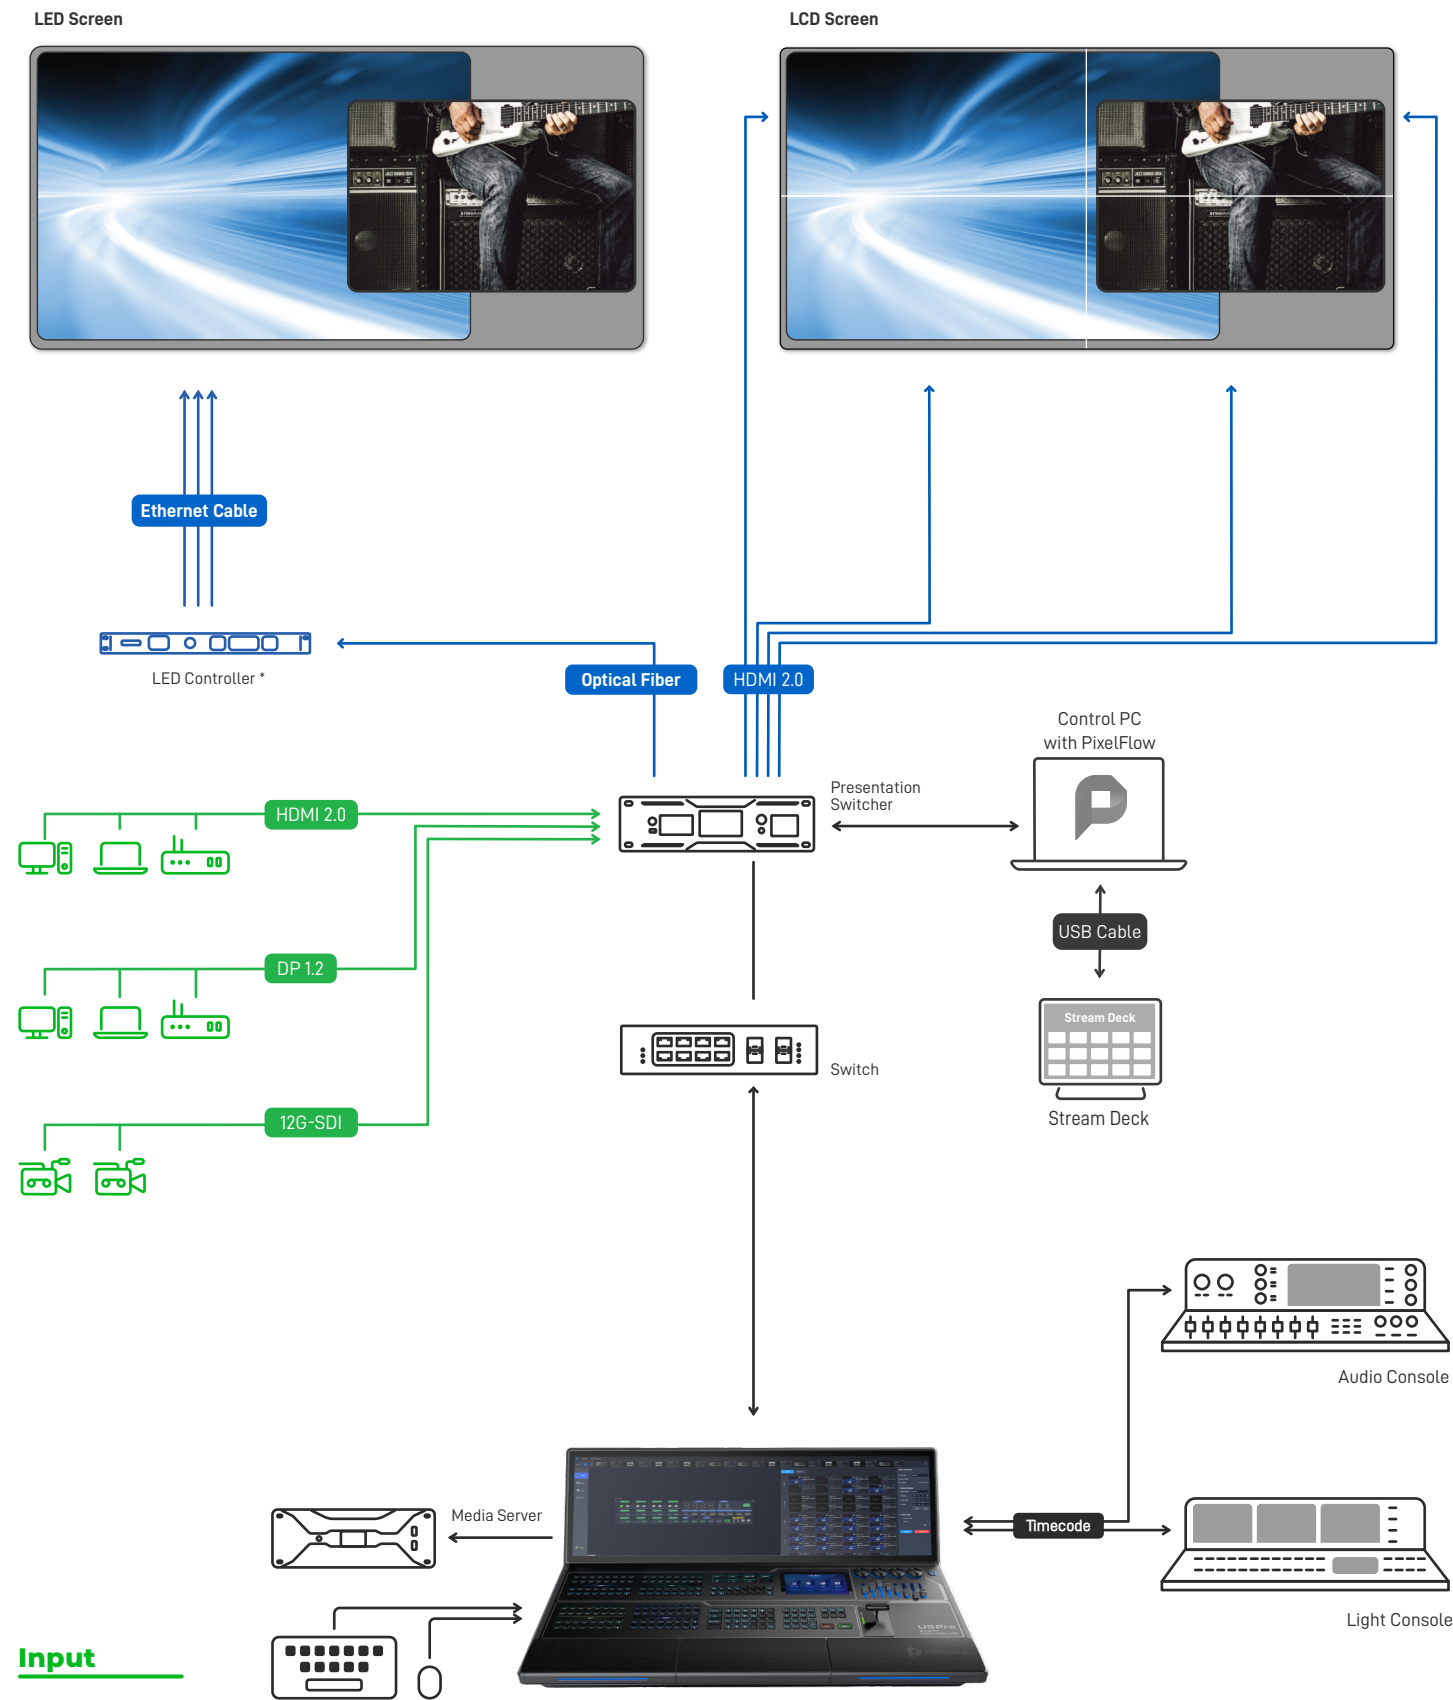 LED Screen
LCD Screen
Ethernet Cable
LED Controller *
Optical Fiber
HDMI 2.0
Control PC
with PixelFlow
Presentation
Switcher
HDMI 2.0
USB Cable
DP 1.2
Stream Deck
Switch
Stream Deck
12G-SDI
Audio Console
Media Server
Timecode
Light Console
U5 Pro
Input